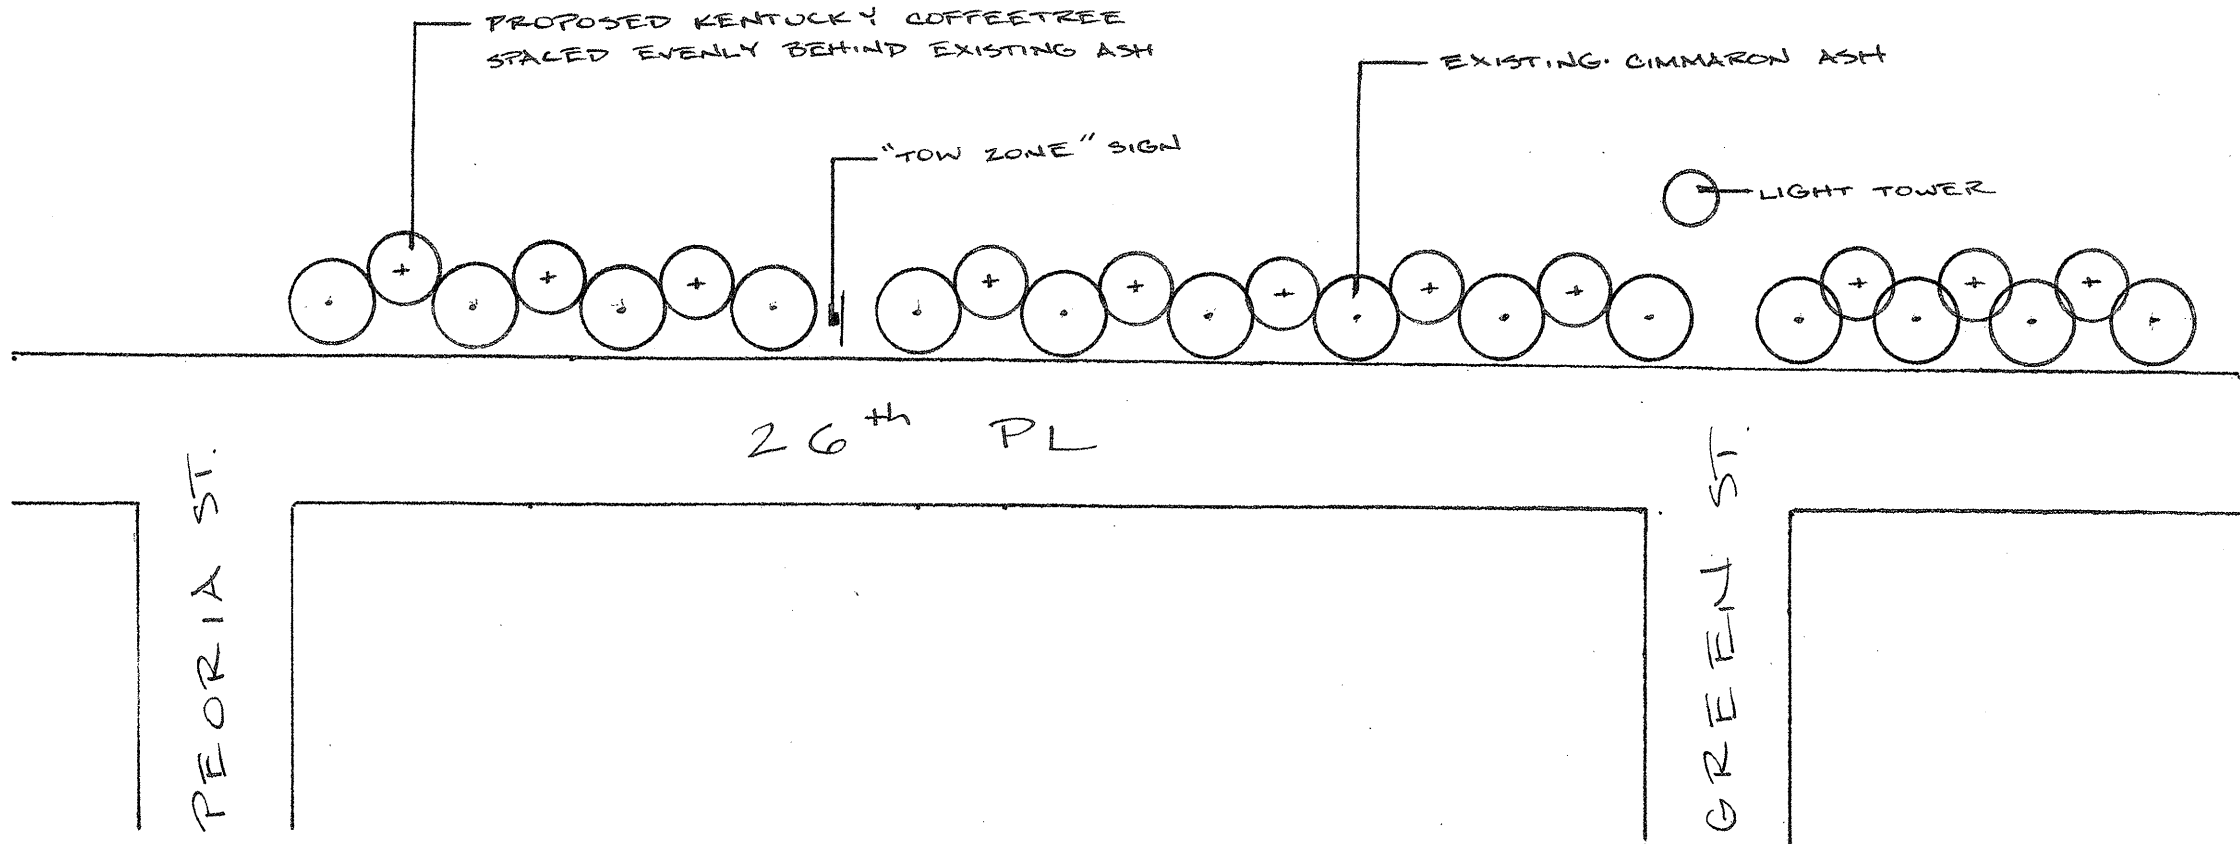 PROPOSED KENTUCKY COFFEETREE
SPACED EVENLY BEHIND EXISTING ASH
EXISTING CIMMARON ASH
"TOW ZONE" SIGN
LIGHT TOWER
26th PL
PEORIA ST.
GREEN ST.